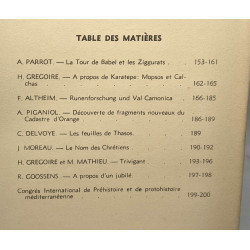 TABLE DES MATIÈRES
A. PARROT. — La Tour de Babel et les Ziggurats . 153-161
H. GREGOIRE. — A propos de Karatepe: Mopsos et Cal-
chas 162-165
F. ALTHEIM. — Runenforschung und Val Camonica 166-185
A. PIGANIOL. — Découverte de fragments nouveaux du
Cadastre d'Orange 186-189
C. DELVOYE. — Les feuilles de Thasos. 189
J. MOREAU. — Le Nom des Chrétiens 190-192
H. GREGOIRE et M. MATHIEU. — Trivigant 193-196
R. GOOSSENS. — A propos d'un jubilé 197-198
Congrès International de Préhistoire et de protohistoire
méditerranéenne 199-200